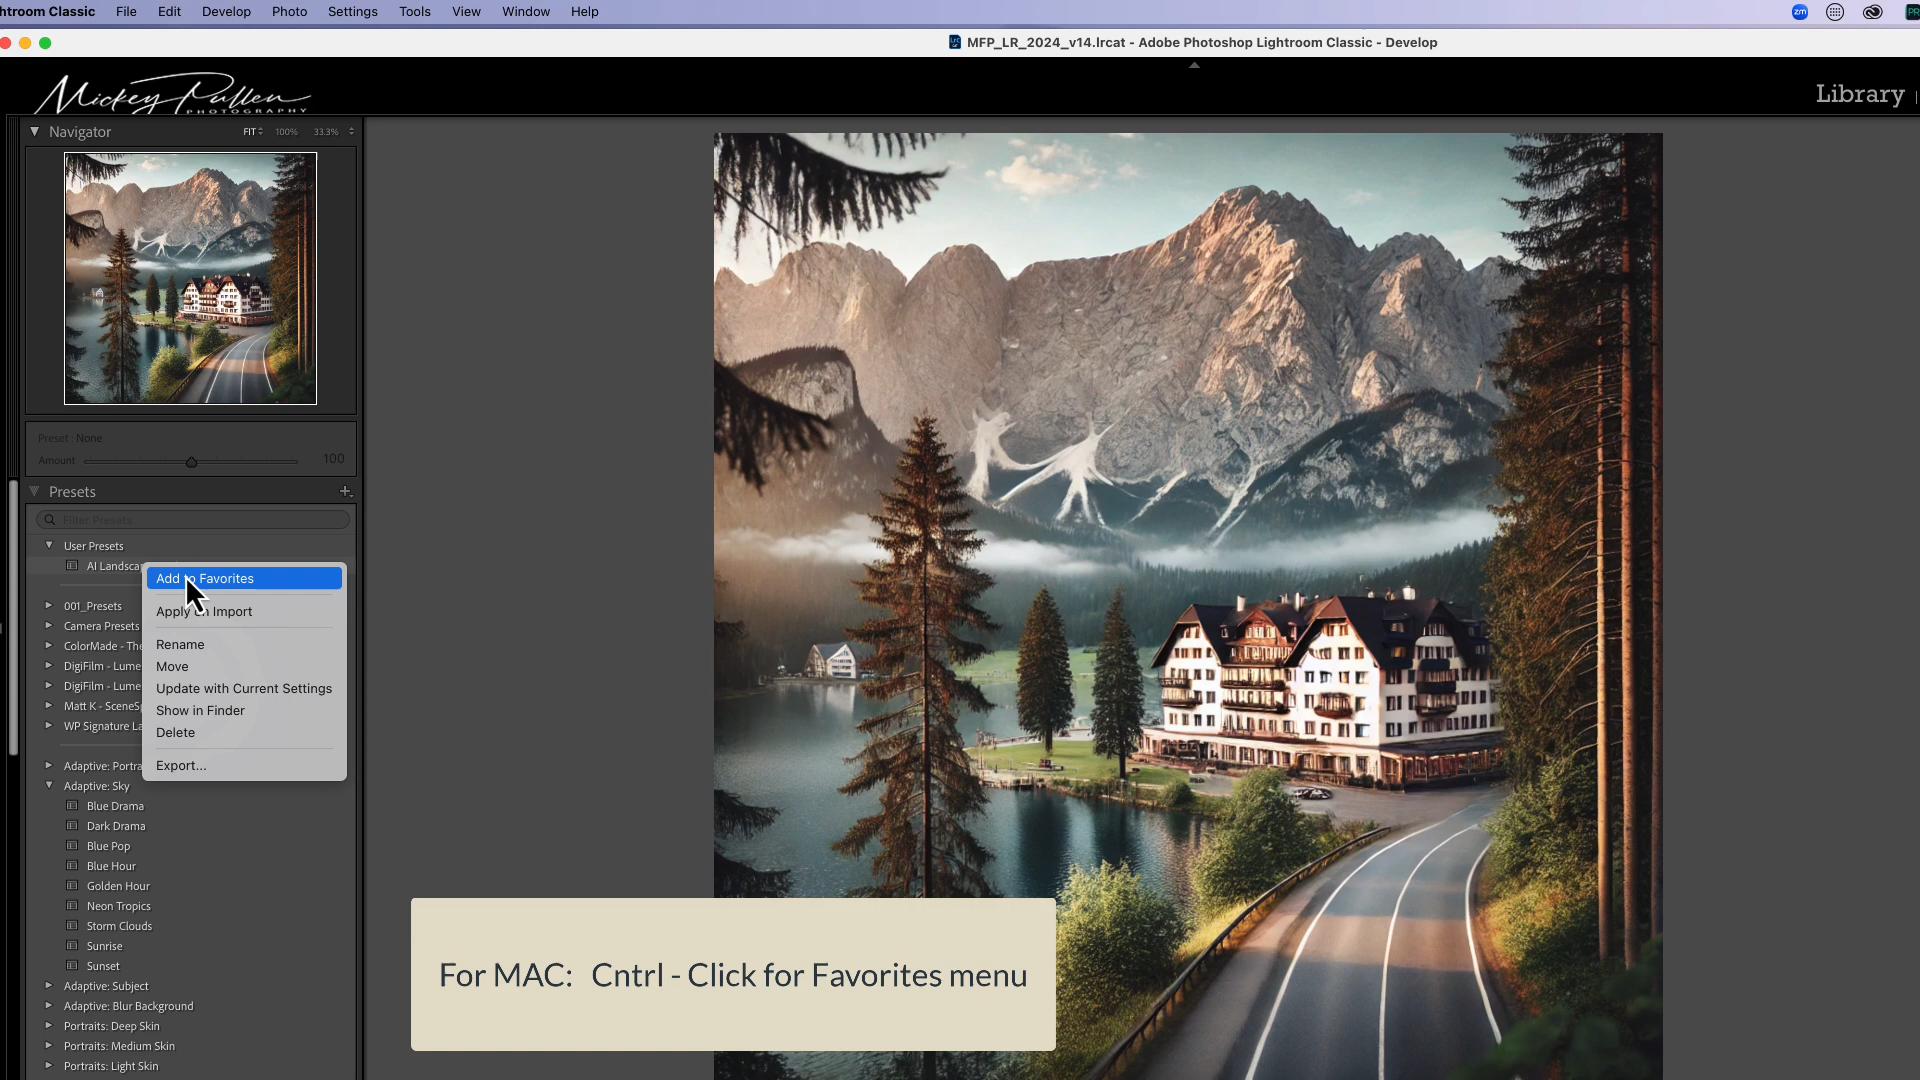 htroom Classic File Edit Develop Photo Settings Tools View Window Help
MFP_LR_2024_v14.lrcat - Adobe Photoshop Lightroom Classic - Develop
Mickey Pullen
PHOTOGRAPHY
Library
Navigator FIT 100% 33.3%
Preset: None
Amount 100
Presets
Filter Presets
User Presets
AI Landsca
Add to Favorites
Apply on Import
Rename
Move
Update with Current Settings
Show in Finder
Delete
Export...
001_Presets
Camera Presets
ColorMade - The
DigiFilm - Lume
DigiFilm - Lume
Matt K - SceneS
WP Signature La
Adaptive: Portra
Adaptive: Sky
Blue Drama
Dark Drama
Blue Pop
Blue Hour
Golden Hour
Neon Tropics
Storm Clouds
Sunrise
Sunset
Adaptive: Subject
Adaptive: Blur Background
Portraits: Deep Skin
Portraits: Medium Skin
Portraits: Light Skin
For MAC: Cntrl - Click for Favorites menu